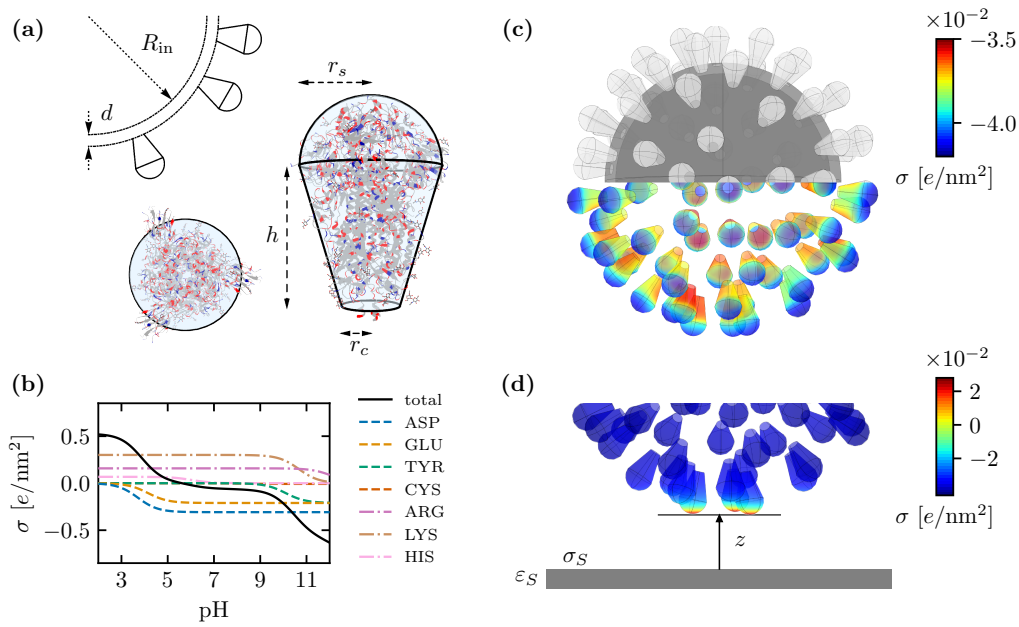 (a)
R_in
d
r_s
h
r_c
(b)
σ [e/nm²]
0.5
0.0
−0.5
3 5 7 9 11
pH
total
ASP
GLU
TYR
CYS
ARG
LYS
HIS
(c)
×10⁻²
−3.5
−4.0
σ [e/nm²]
(d)
×10⁻²
2
0
−2
σ [e/nm²]
z
σ_S
ε_S